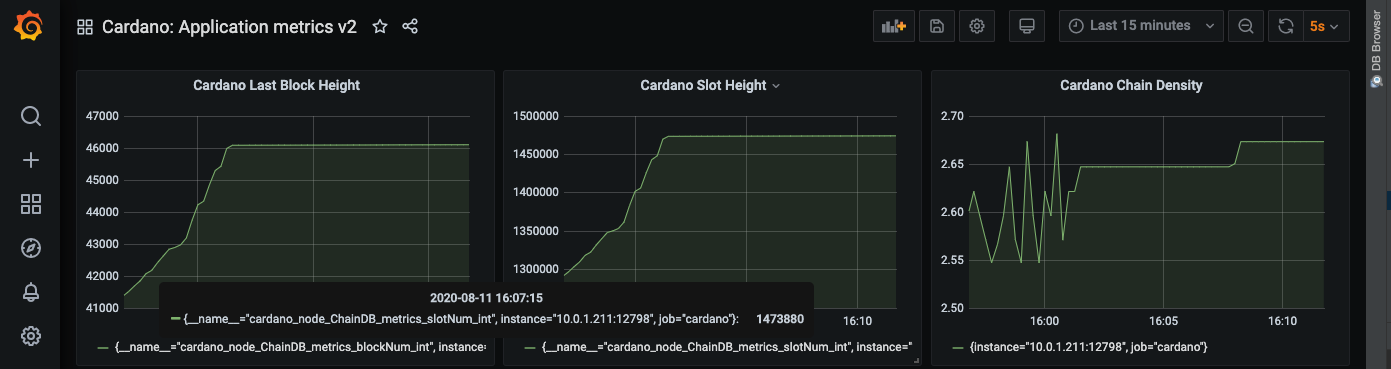 Cardano: Application metrics v2
Last 15 minutes
5s
DB Browser
Cardano Last Block Height
47000
46000
45000
44000
43000
42000
41000
{__name__="cardano_node_ChainDB_metrics_blockNum_int", instance=
Cardano Slot Height
1500000
1450000
1400000
1350000
1300000
16:10
{__name__="cardano_node_ChainDB_metrics_slotNum_int", instance="
2020-08-11 16:07:15
{__name__="cardano_node_ChainDB_metrics_slotNum_int", instance="10.0.1.211:12798", job="cardano"}: 1473880
Cardano Chain Density
2.70
2.65
2.60
2.55
2.50
16:00 16:05 16:10
{instance="10.0.1.211:12798", job="cardano"}